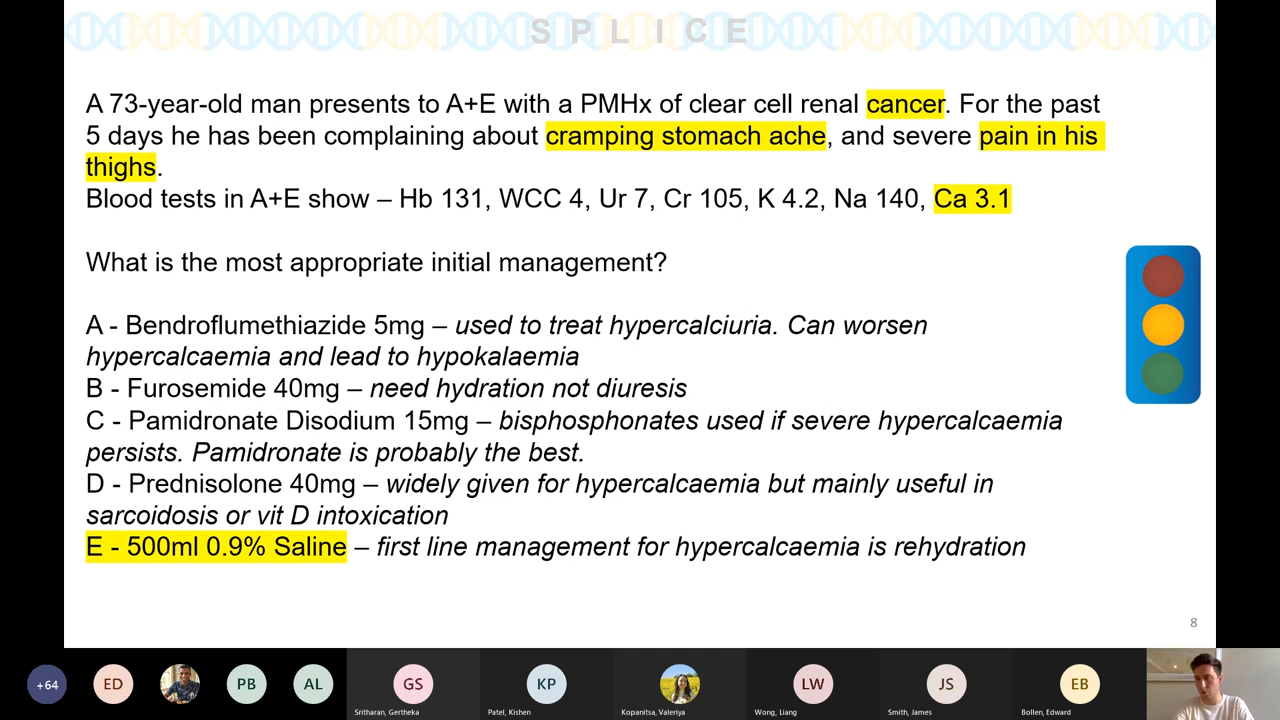 S P L I C E
A 73-year-old man presents to A+E with a PMHx of clear cell renal cancer. For the past
5 days he has been complaining about cramping stomach ache, and severe pain in his
thighs.
Blood tests in A+E show – Hb 131, WCC 4, Ur 7, Cr 105, K 4.2, Na 140, Ca 3.1
What is the most appropriate initial management?
A - Bendroflumethiazide 5mg – used to treat hypercalciuria. Can worsen
hypercalcaemia and lead to hypokalaemia
B - Furosemide 40mg – need hydration not diuresis
C - Pamidronate Disodium 15mg – bisphosphonates used if severe hypercalcaemia
persists. Pamidronate is probably the best.
D - Prednisolone 40mg – widely given for hypercalcaemia but mainly useful in
sarcoidosis or vit D intoxication
E - 500ml 0.9% Saline – first line management for hypercalcaemia is rehydration
8
+64 ED PB AL GS KP LW JS EB
Sritharan, Gertheka Patel, Kishen Kopanitsa, Valeriya Wong, Liang Smith, James Bollen, Edward